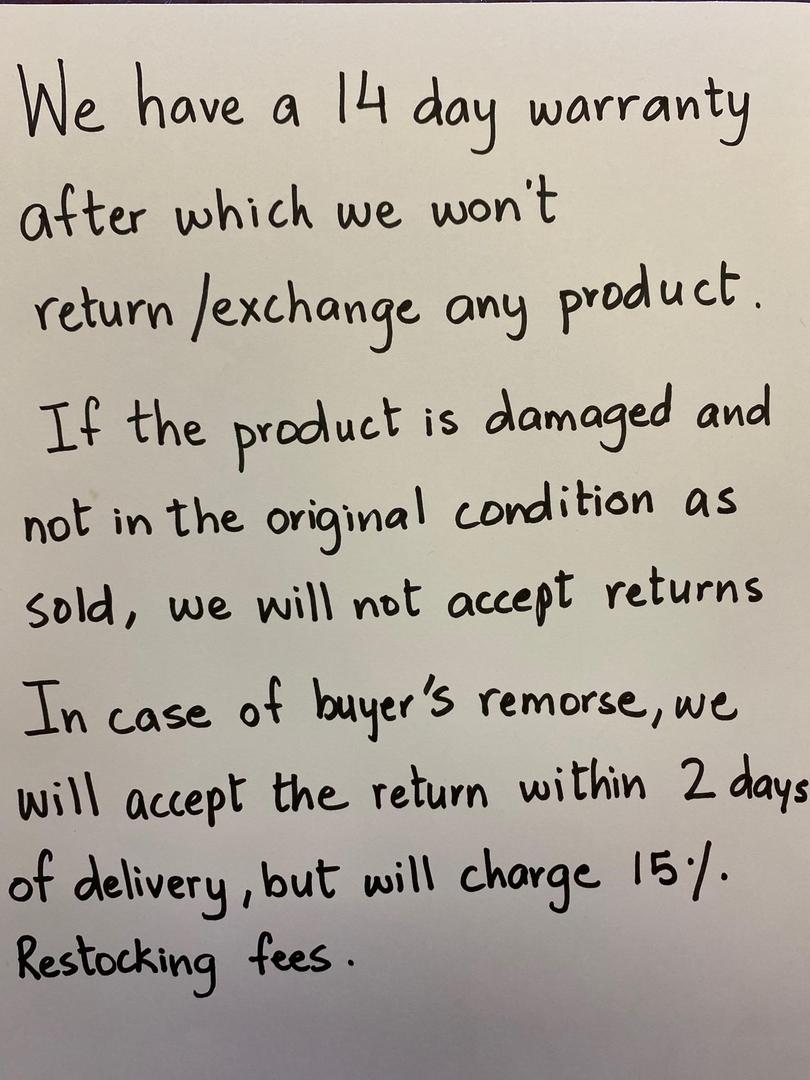 We have a 14 day warranty
after which we won't
return/exchange any product.
If the product is damaged and
not in the original condition as
sold, we will not accept returns
In case of buyer's remorse, we
will accept the return within 2 days
of delivery, but will charge 15%.
Restocking fees.